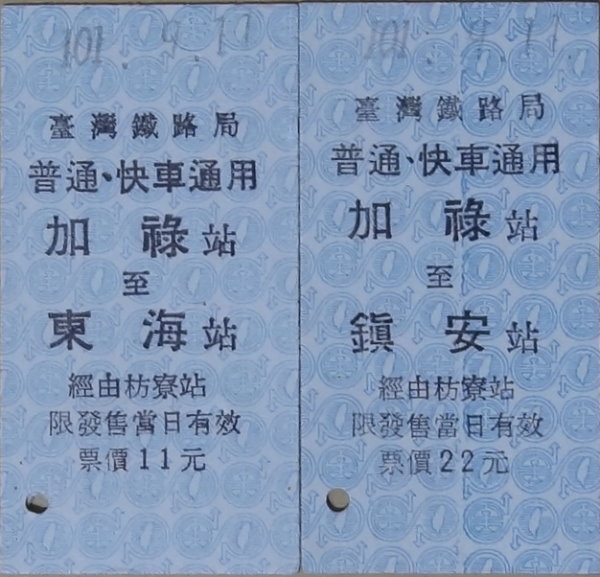 101.9.17
臺灣鐵路局
普通、快車通用
加祿站
至
東海站
經由枋寮站
限發售當日有效
票價11元
101.9.17.
臺灣鐵路局
普通、快車通用
加祿站
至
鎭安站
經由枋寮站
限發售當日有效
票價22元